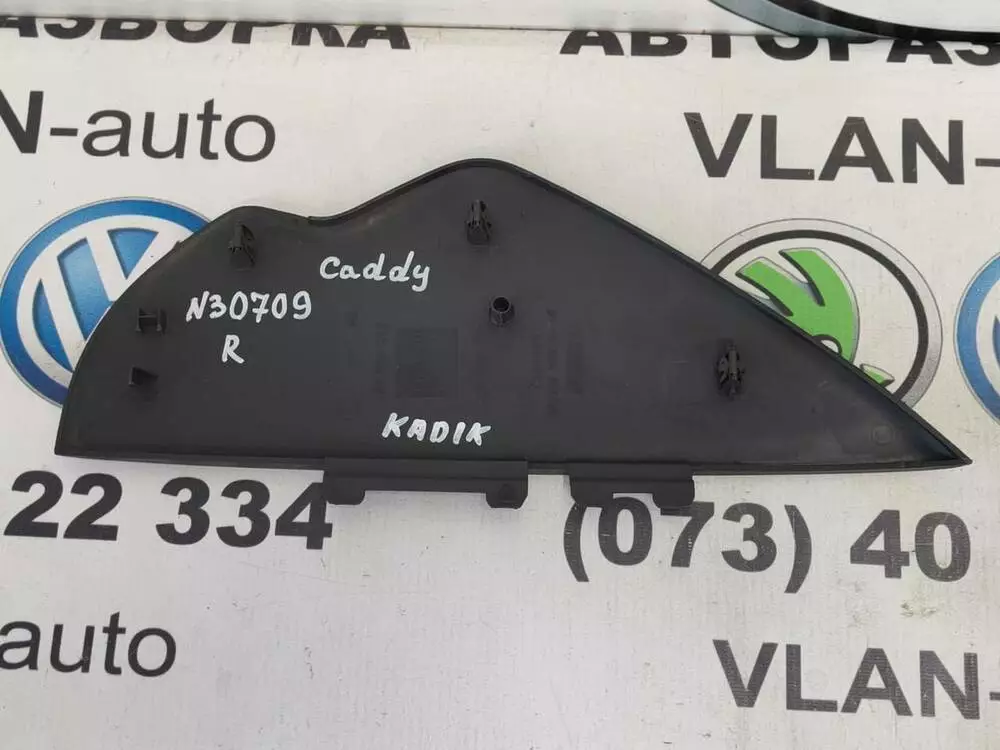 АЗБОРКА АВТОРАЗ
N-auto VLAN-
Caddy
N30709
R
KADIK
22 334 (073) 40
auto VLAN-